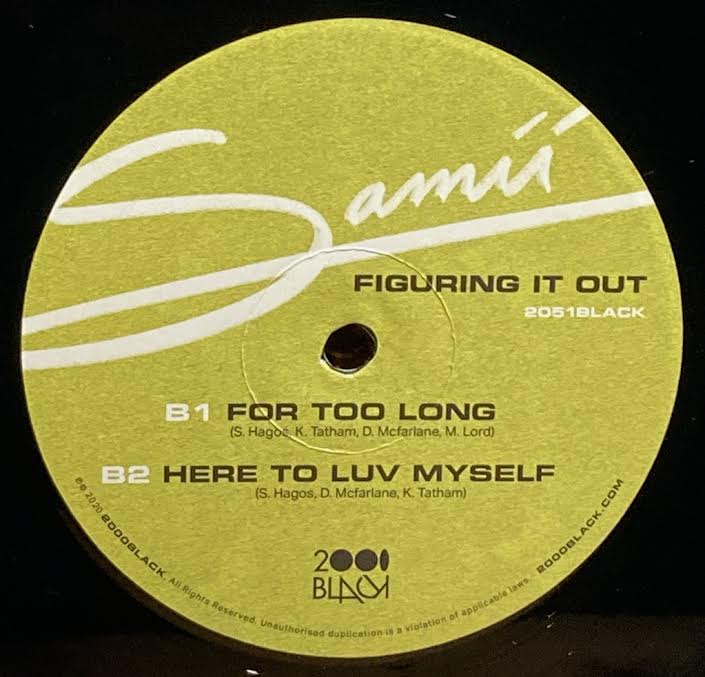 Samii
FIGURING IT OUT
2051BLACK
B1 FOR TOO LONG
(S. Hagos, K. Tatham, D. Mcfarlane, M. Lord)
B2 HERE TO LUV MYSELF
(S. Hagos, D. Mcfarlane, K. Tatham)
2000
BLACK
℗© 2020 2000BLACK. All Rights Reserved. Unauthorised duplication is a violation of applicable laws. 2000BLACK.COM